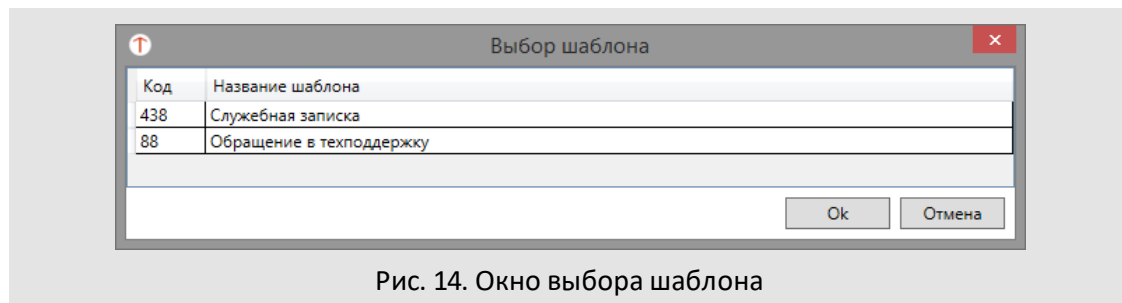 Выбор шаблона
Код Название шаблона
438 Служебная записка
88 Обращение в техподдержку
Ok Отмена
Рис. 14. Окно выбора шаблона